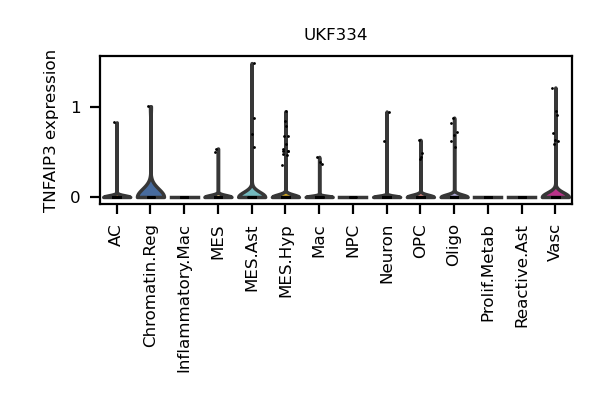 UKF334
TNFAIP3 expression
1
0
AC
Chromatin.Reg
Inflammatory.Mac
MES
MES.Ast
MES.Hyp
Mac
NPC
Neuron
OPC
Oligo
Prolif.Metab
Reactive.Ast
Vasc